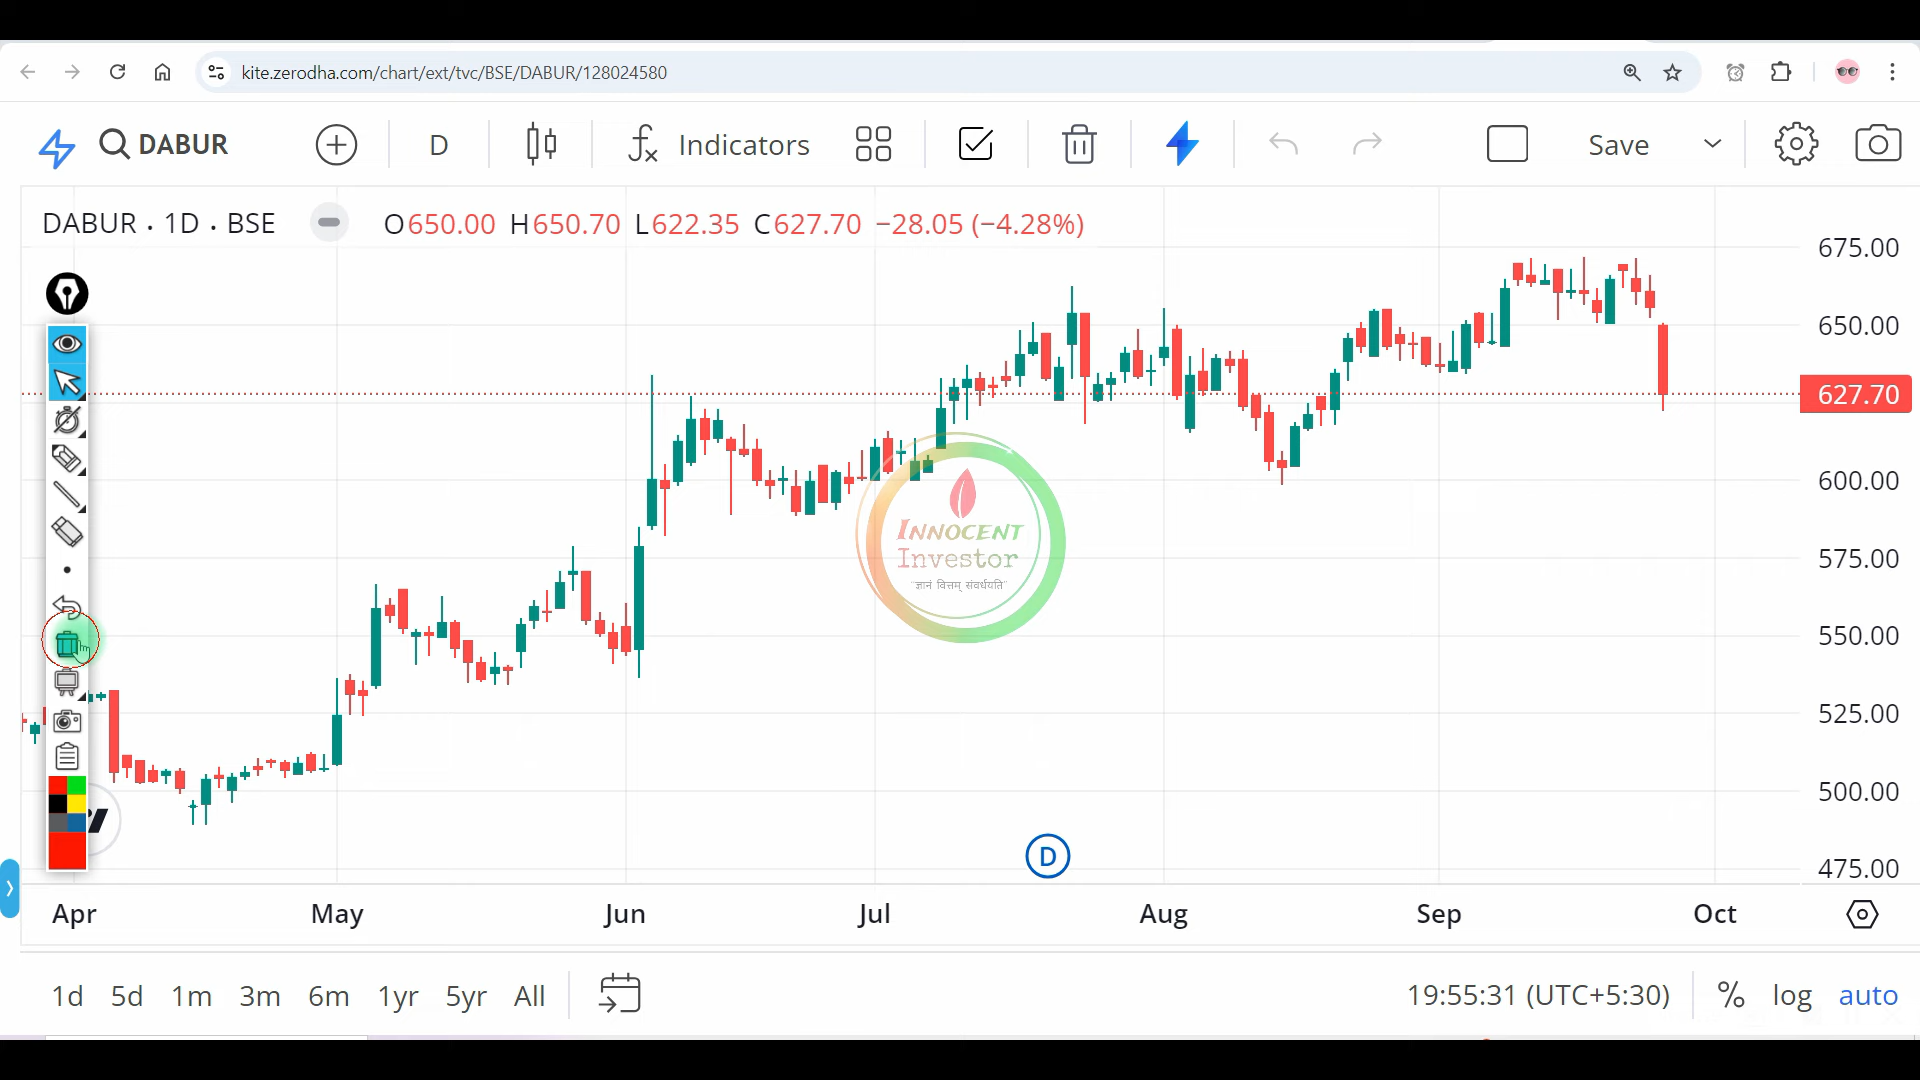 kite.zerodha.com/chart/ext/tvc/BSE/DABUR/128024580
DABUR D Indicators Save
DABUR · 1D · BSE O650.00 H650.70 L622.35 C627.70 −28.05 (−4.28%)
675.00
650.00
627.70
600.00
575.00
550.00
525.00
500.00
475.00
INNOCENT
Investor
"ज्ञानं वित्तम् संवर्धयति"
D
Apr May Jun Jul Aug Sep Oct
1d 5d 1m 3m 6m 1yr 5yr All 19:55:31 (UTC+5:30) % log auto